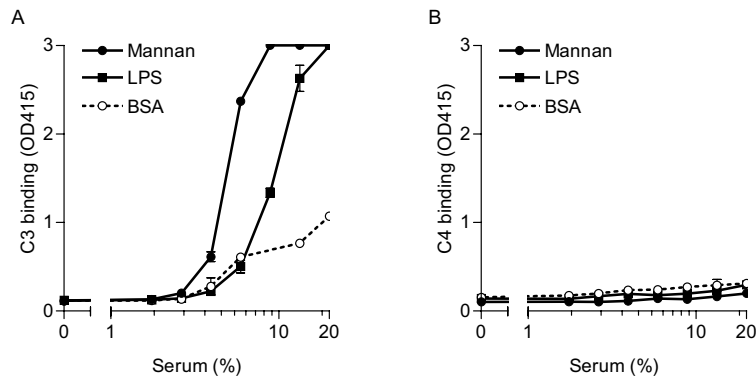 A
3
2
1
0
C3 binding (OD415)
Mannan
LPS
BSA
0 1 10 20
Serum (%)
B
3
2
1
0
C4 binding (OD415)
Mannan
LPS
BSA
0 1 10 20
Serum (%)